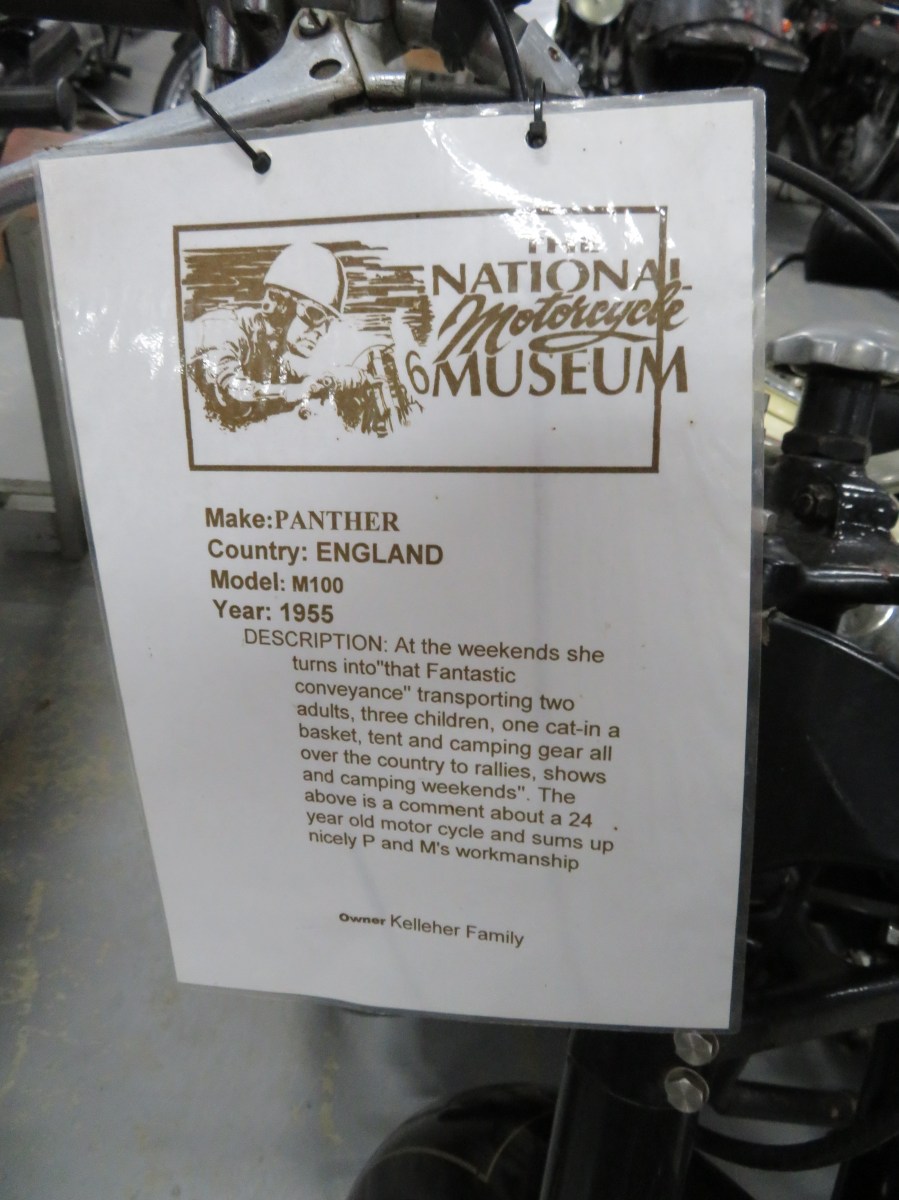 THE
NATIONAL
Motorcycle
MUSEUM
6
Make:PANTHER
Country: ENGLAND
Model: M100
Year: 1955
DESCRIPTION: At the weekends she
turns into"that Fantastic
conveyance" transporting two
adults, three children, one cat-in a
basket, tent and camping gear all
over the country to rallies, shows
and camping weekends". The
above is a comment about a 24
year old motor cycle and sums up
nicely P and M's workmanship
Owner Kelleher Family